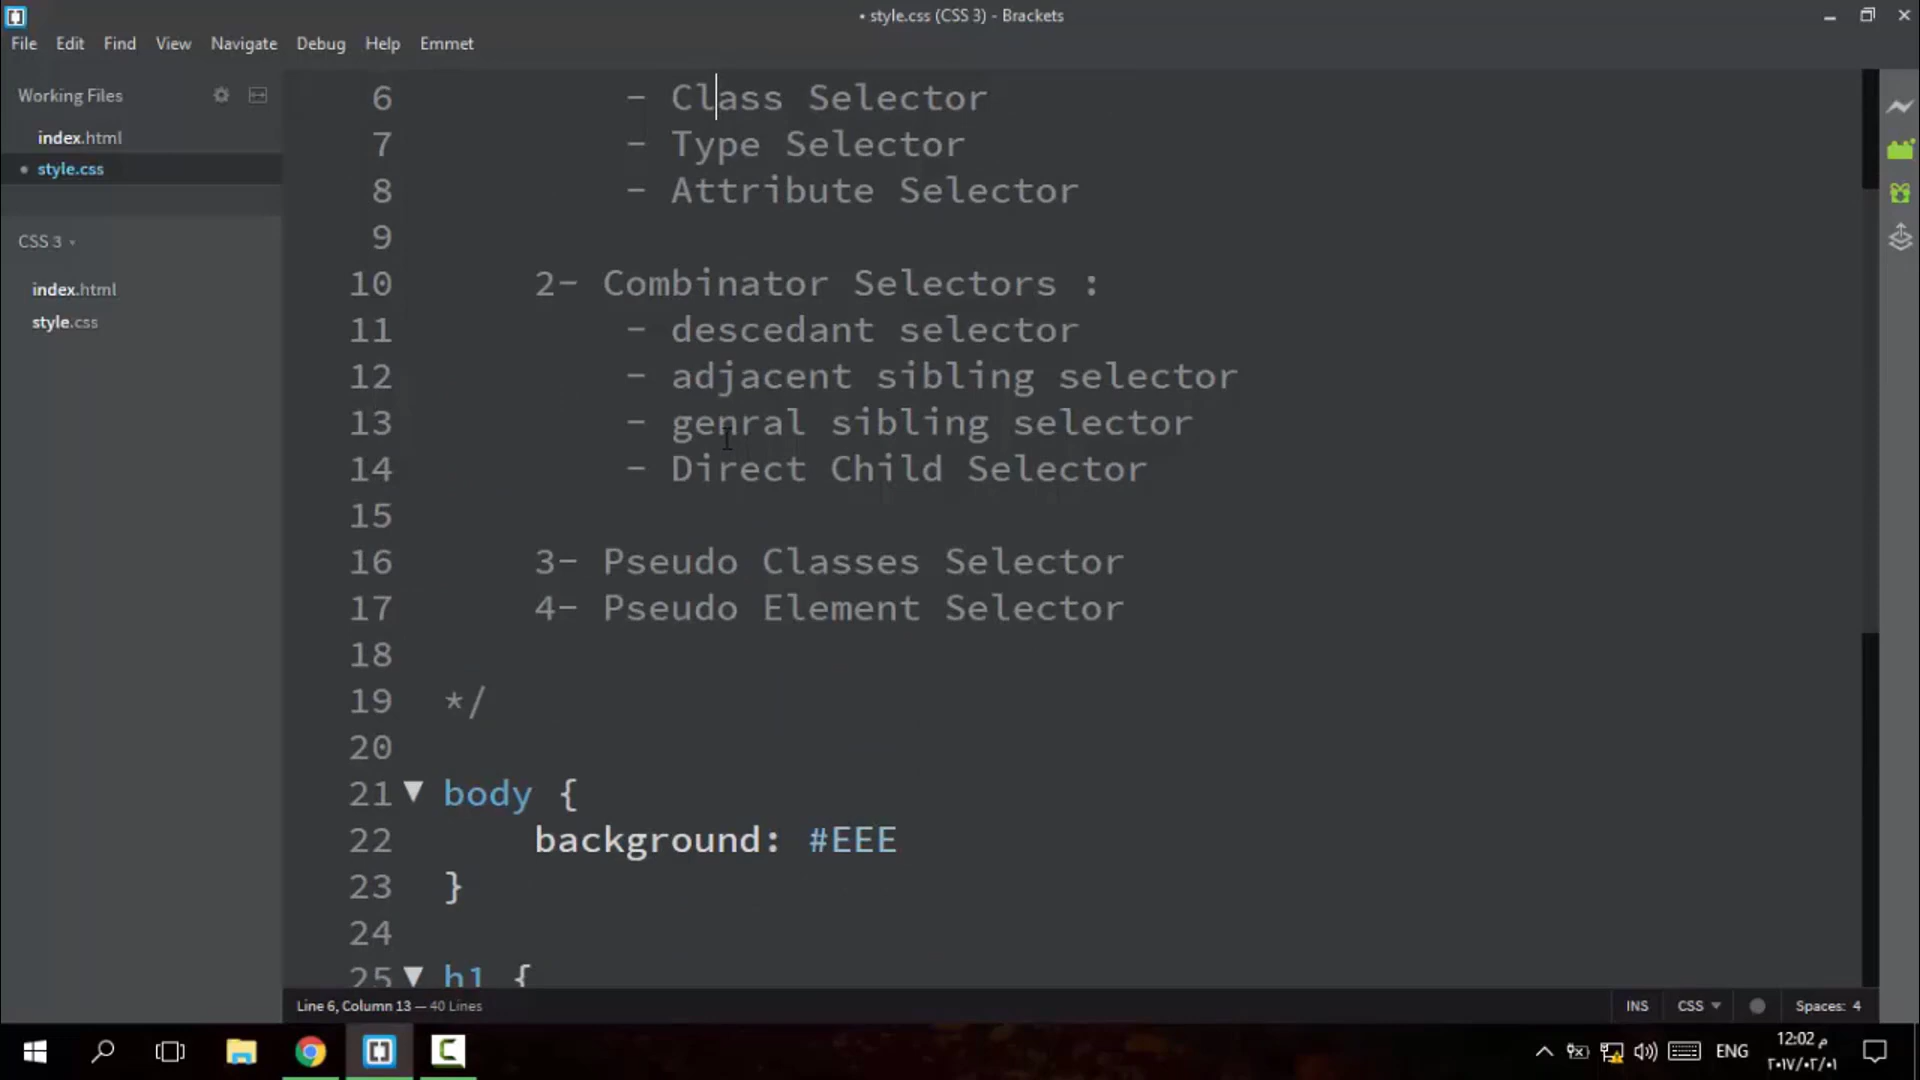 • style.css (CSS 3) - Brackets
File Edit Find View Navigate Debug Help Emmet
Working Files
index.html
• style.css
CSS 3
index.html
style.css
6 - Class Selector
7 - Type Selector
8 - Attribute Selector
9
10 2- Combinator Selectors :
11 - descedant selector
12 - adjacent sibling selector
13 - genral sibling selector
14 - Direct Child Selector
15
16 3- Pseudo Classes Selector
17 4- Pseudo Element Selector
18
19 */
20
21 body {
22 background: #EEE
23 }
24
25 h1 {
Line 6, Column 13 — 40 Lines
INS CSS Spaces: 4
ENG
12:02 م
٢٠١٧/٠٢/٠١